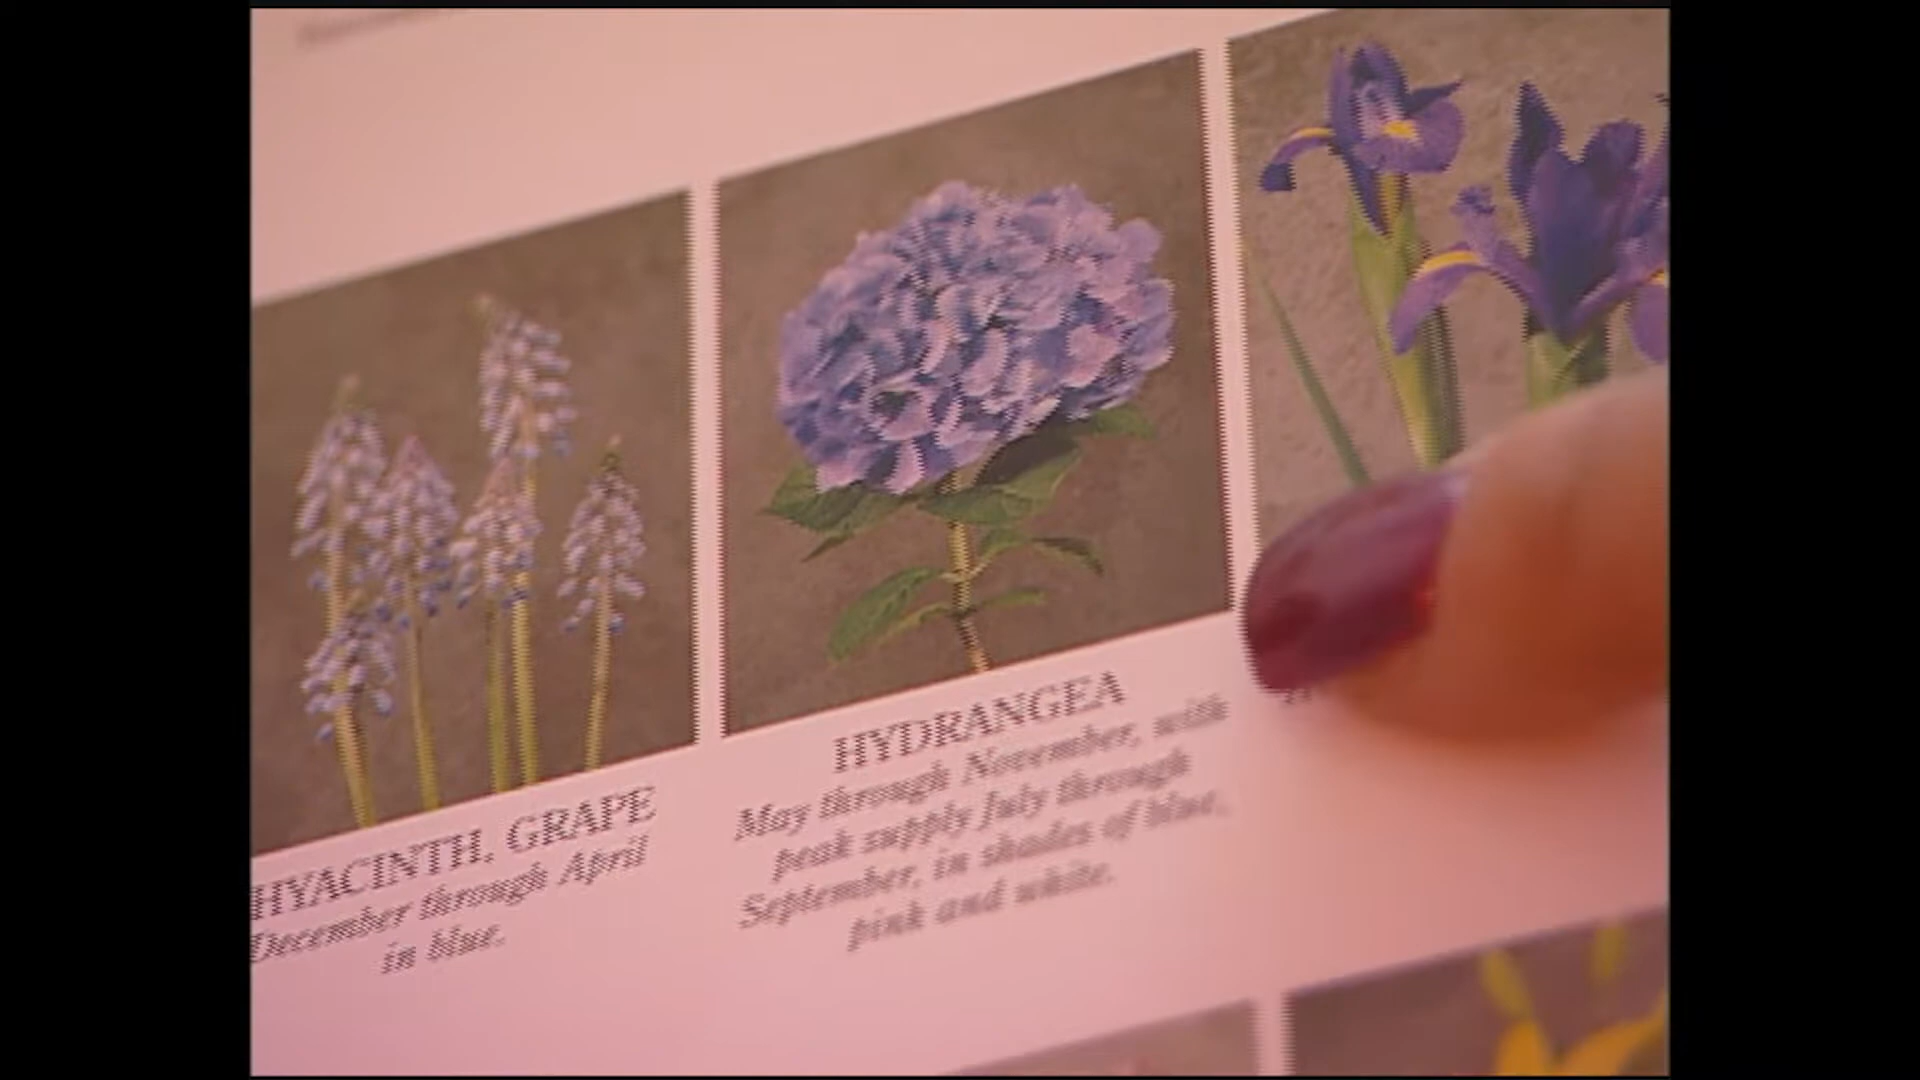 HYACINTH, GRAPE
December through April
in blue.
HYDRANGEA
May through November, with
peak supply July through
September, in shades of blue,
pink and white.